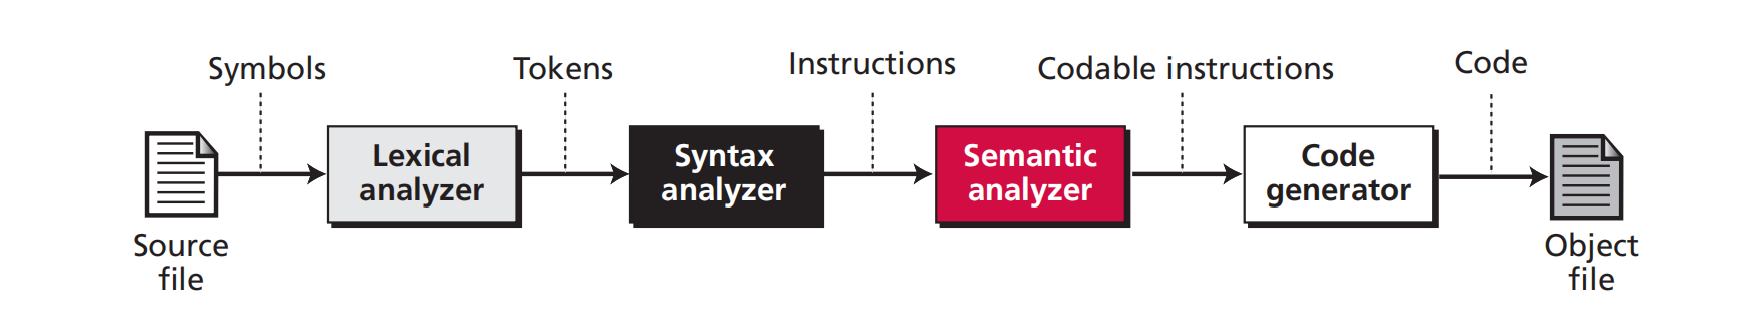 Symbols
Tokens
Instructions
Codable instructions
Code
Lexical
analyzer
Syntax
analyzer
Semantic
analyzer
Code
generator
Source
file
Object
file